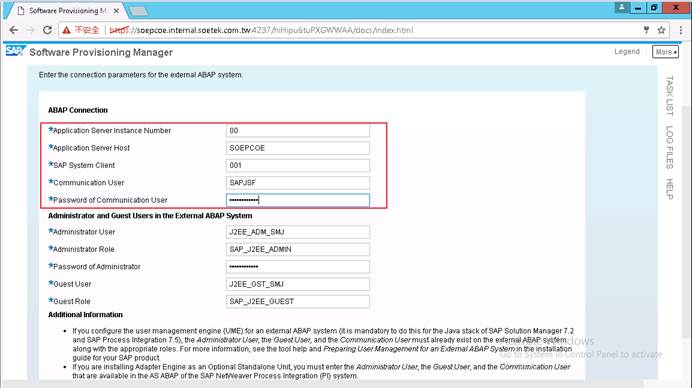 Software Provisioning M
不安全 https://soepcoe.internal.soetek.com.tw:4237/hiHipu6tuPXGWWAA/docs/index.html
SAP Software Provisioning Manager
Legend More
Enter the connection parameters for the external ABAP system.
TASK LIST
LOG FILES
HELP
ABAP Connection
*Application Server Instance Number 00
*Application Server Host SOEPCOE
*SAP System Client 001
*Communication User SAPJSF
*Password of Communication User ••••••••••••
Administrator and Guest Users in the External ABAP System
*Administrator User J2EE_ADM_SMJ
*Administrator Role SAP_J2EE_ADMIN
*Password of Administrator ••••••••••••
*Guest User J2EE_GST_SMJ
*Guest Role SAP_J2EE_GUEST
Additional Information
• If you configure the user management engine (UME) for an external ABAP system (it is mandatory to do this for the Java stack of SAP Solution Manager 7.2
and SAP Process Integration 7.5), the Administrator User, the Guest User, and the Communication User must already exist on the external ABAP system
along with the appropriate roles. For more information, see the tool help and Preparing User Management for an External ABAP System in the installation
guide for your SAP product.
Go to System in Control Panel to activate
• If you are installing Adapter Engine as an Optional Standalone Unit, you must enter the Administrator User, the Guest User, and the Communication User
that are available in the AS ABAP of the SAP NetWeaver Process Integration (PI) system.